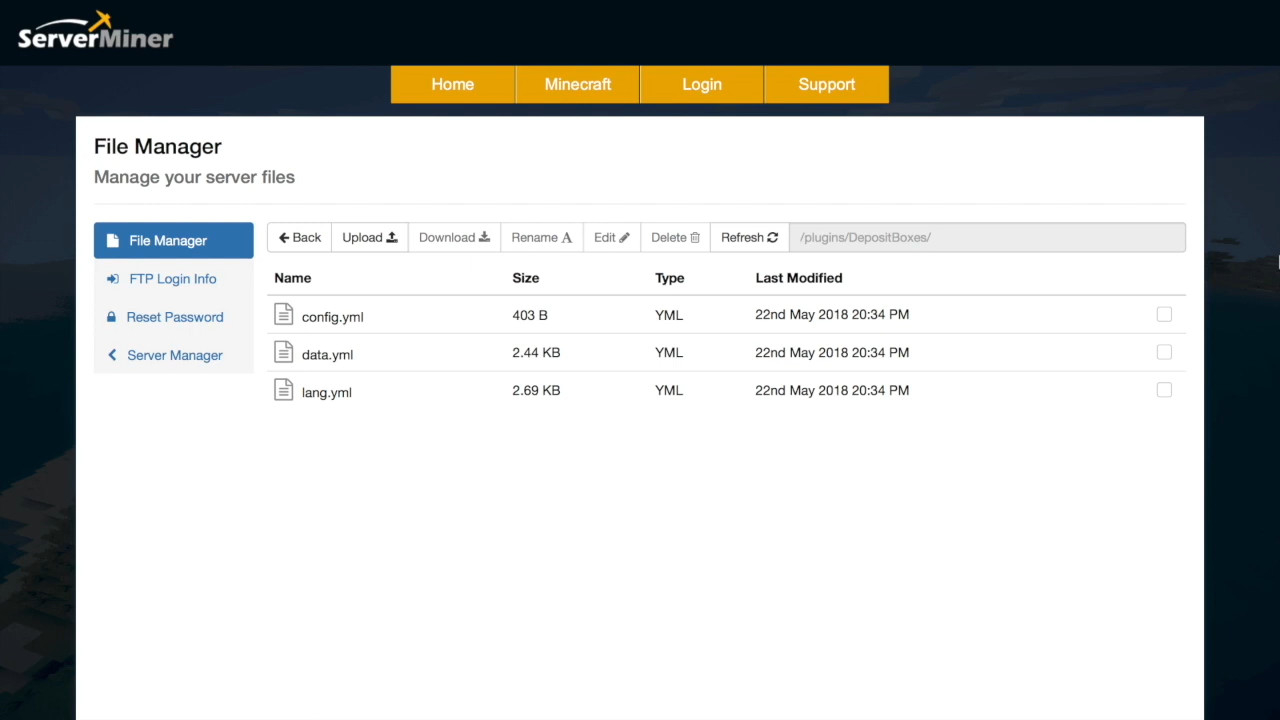 ServerMiner
Home Minecraft Login Support
File Manager
Manage your server files
File Manager
FTP Login Info
Reset Password
Server Manager
Back Upload Download Rename Edit Delete Refresh /plugins/DepositBoxes/
Name Size Type Last Modified
config.yml 403 B YML 22nd May 2018 20:34 PM
data.yml 2.44 KB YML 22nd May 2018 20:34 PM
lang.yml 2.69 KB YML 22nd May 2018 20:34 PM